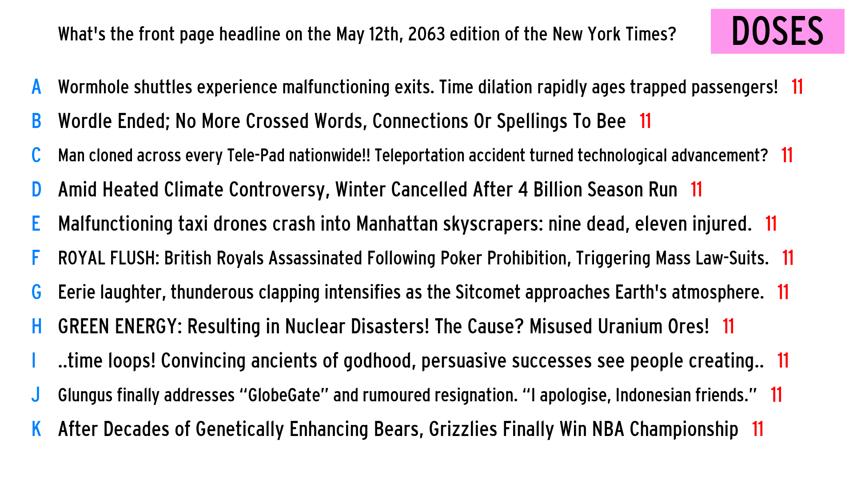 What's the front page headline on the May 12th, 2063 edition of the New York Times?
DOSES
A Wormhole shuttles experience malfunctioning exits. Time dilation rapidly ages trapped passengers! 11
B Wordle Ended; No More Crossed Words, Connections Or Spellings To Bee 11
C Man cloned across every Tele-Pad nationwide!! Teleportation accident turned technological advancement? 11
D Amid Heated Climate Controversy, Winter Cancelled After 4 Billion Season Run 11
E Malfunctioning taxi drones crash into Manhattan skyscrapers: nine dead, eleven injured. 11
F ROYAL FLUSH: British Royals Assassinated Following Poker Prohibition, Triggering Mass Law-Suits. 11
G Eerie laughter, thunderous clapping intensifies as the Sitcomet approaches Earth's atmosphere. 11
H GREEN ENERGY: Resulting in Nuclear Disasters! The Cause? Misused Uranium Ores! 11
I ..time loops! Convincing ancients of godhood, persuasive successes see people creating.. 11
J Glungus finally addresses “GlobeGate” and rumoured resignation. “I apologise, Indonesian friends.” 11
K After Decades of Genetically Enhancing Bears, Grizzlies Finally Win NBA Championship 11